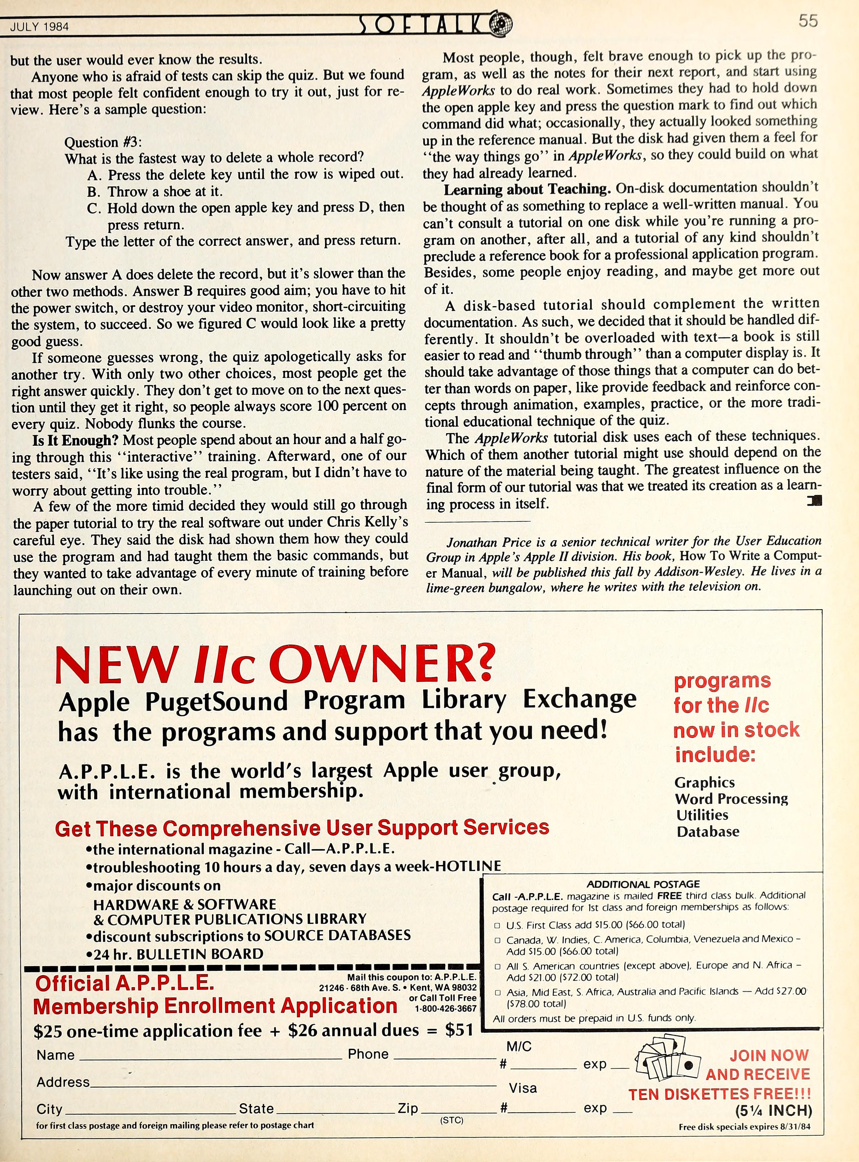 JULY 1984
SOFTALK
55
but the user would ever know the results.
Anyone who is afraid of tests can skip the quiz. But we found
that most people felt confident enough to try it out, just for re-
view. Here's a sample question:
Question #3:
What is the fastest way to delete a whole record?
A. Press the delete key until the row is wiped out.
B. Throw a shoe at it.
C. Hold down the open apple key and press D, then
press return.
Type the letter of the correct answer, and press return.
Now answer A does delete the record, but it's slower than the
other two methods. Answer B requires good aim; you have to hit
the power switch, or destroy your video monitor, short-circuiting
the system, to succeed. So we figured C would look like a pretty
good guess.
If someone guesses wrong, the quiz apologetically asks for
another try. With only two other choices, most people get the
right answer quickly. They don't get to move on to the next ques-
tion until they get it right, so people always score 100 percent on
every quiz. Nobody flunks the course.
Is It Enough? Most people spend about an hour and a half go-
ing through this "interactive" training. Afterward, one of our
testers said, "It's like using the real program, but I didn't have to
worry about getting into trouble."
A few of the more timid decided they would still go through
the paper tutorial to try the real software out under Chris Kelly's
careful eye. They said the disk had shown them how they could
use the program and had taught them the basic commands, but
they wanted to take advantage of every minute of training before
launching out on their own.
Most people, though, felt brave enough to pick up the pro-
gram, as well as the notes for their next report, and start using
AppleWorks to do real work. Sometimes they had to hold down
the open apple key and press the question mark to find out which
command did what; occasionally, they actually looked something
up in the reference manual. But the disk had given them a feel for
"the way things go" in AppleWorks, so they could build on what
they had already learned.
Learning about Teaching. On-disk documentation shouldn't
be thought of as something to replace a well-written manual. You
can't consult a tutorial on one disk while you're running a pro-
gram on another, after all, and a tutorial of any kind shouldn't
preclude a reference book for a professional application program.
Besides, some people enjoy reading, and maybe get more out
of it.
A disk-based tutorial should complement the written
documentation. As such, we decided that it should be handled dif-
ferently. It shouldn't be overloaded with text—a book is still
easier to read and "thumb through" than a computer display is. It
should take advantage of those things that a computer can do bet-
ter than words on paper, like provide feedback and reinforce con-
cepts through animation, examples, practice, or the more tradi-
tional educational technique of the quiz.
The AppleWorks tutorial disk uses each of these techniques.
Which of them another tutorial might use should depend on the
nature of the material being taught. The greatest influence on the
final form of our tutorial was that we treated its creation as a learn-
ing process in itself.
Jonathan Price is a senior technical writer for the User Education
Group in Apple's Apple II division. His book, How To Write a Comput-
er Manual, will be published this fall by Addison-Wesley. He lives in a
lime-green bungalow, where he writes with the television on.
NEW //c OWNER?
Apple PugetSound Program Library Exchange
has the programs and support that you need!
A.P.P.L.E. is the world's largest Apple user group,
with international membership.
programs
for the //c
now in stock
include:
Graphics
Word Processing
Utilities
Database
Get These Comprehensive User Support Services
•the international magazine - Call—A.P.P.L.E.
•troubleshooting 10 hours a day, seven days a week-HOTLINE
•major discounts on
HARDWARE & SOFTWARE
& COMPUTER PUBLICATIONS LIBRARY
•discount subscriptions to SOURCE DATABASES
•24 hr. BULLETIN BOARD
ADDITIONAL POSTAGE
Call -A.P.P.L.E. magazine is mailed FREE third class bulk. Additional
postage required for 1st class and foreign memberships as follows:
□ U.S. First Class add $15.00 ($66.00 total)
□ Canada, W. Indies, C. America, Columbia, Venezuela and Mexico –
Add $15.00 ($66.00 total)
□ All S. American countries (except above), Europe and N. Africa –
Add $21.00 ($72.00 total)
□ Asia, Mid East, S. Africa, Australia and Pacific Islands — Add $27.00
($78.00 total)
All orders must be prepaid in U.S. funds only.
Official A.P.P.L.E.
Membership Enrollment Application
Mail this coupon to: A.P.P.L.E.
21246 - 68th Ave. S. • Kent, WA 98032
or Call Toll Free
1-800-426-3667
$25 one-time application fee + $26 annual dues = $51
Name Phone
M/C
# exp
Address
Visa
City State Zip # exp
for first class postage and foreign mailing please refer to postage chart
(STC)
JOIN NOW
AND RECEIVE
TEN DISKETTES FREE!!!
(5¼ INCH)
Free disk specials expires 8/31/84